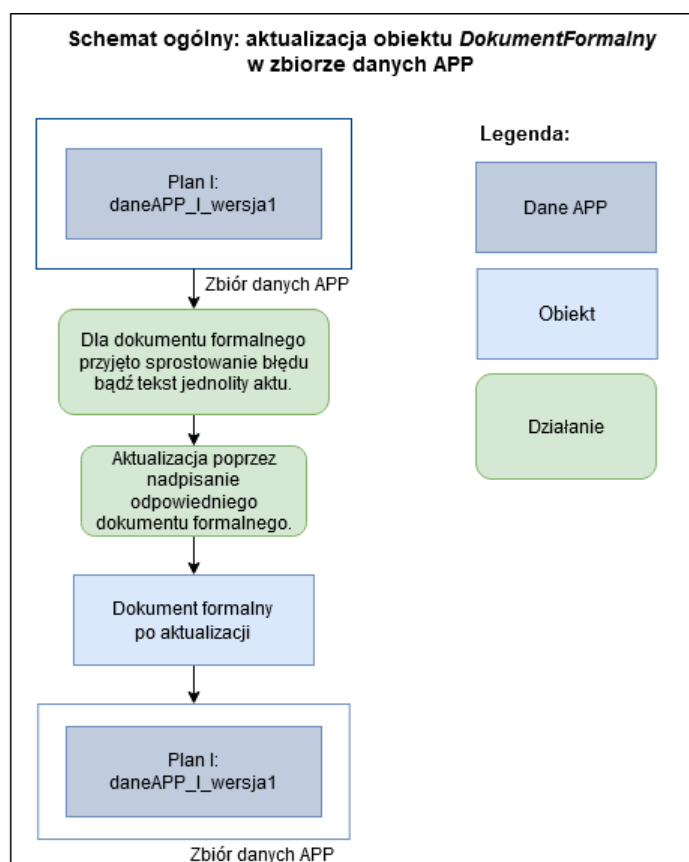 Schemat ogólny: aktualizacja obiektu DokumentFormalny
w zbiorze danych APP
Plan I:
daneAPP_I_wersja1
Zbiór danych APP
Dla dokumentu formalnego
przyjęto sprostowanie błędu
bądź tekst jednolity aktu.
Aktualizacja poprzez
nadpisanie
odpowiedniego
dokumentu formalnego.
Dokument formalny
po aktualizacji
Plan I:
daneAPP_I_wersja1
Zbiór danych APP
Legenda:
Dane APP
Obiekt
Działanie